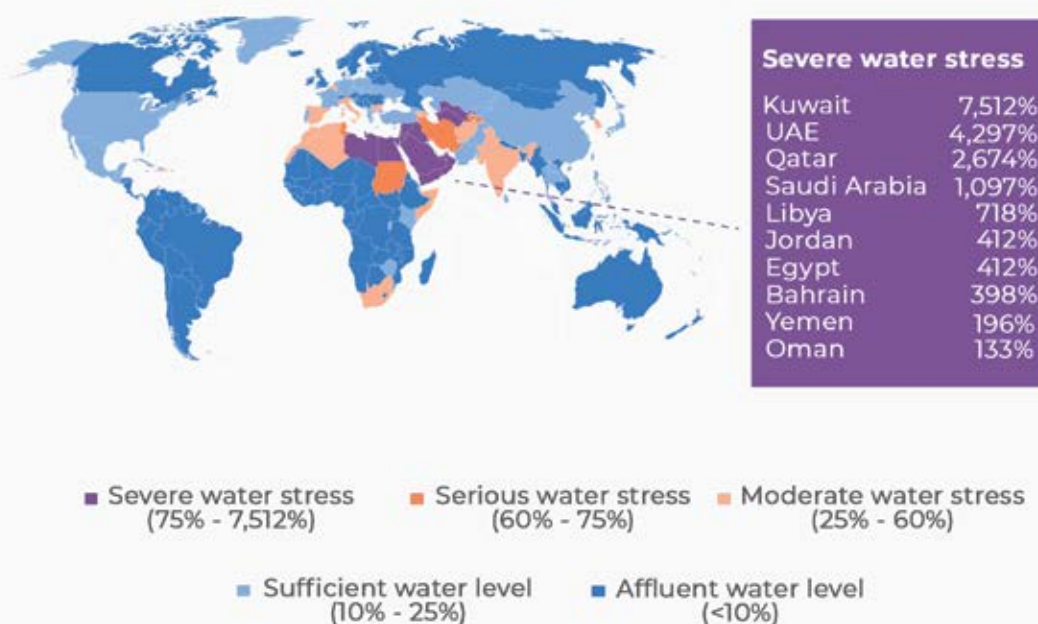 Severe water stress
Kuwait 7,512%
UAE 4,297%
Qatar 2,674%
Saudi Arabia 1,097%
Libya 718%
Jordan 412%
Egypt 412%
Bahrain 398%
Yemen 196%
Oman 133%
Severe water stress Serious water stress Moderate water stress
(75% - 7,512%) (60% - 75%) (25% - 60%)
Sufficient water level Affluent water level
(10% - 25%) (<10%)